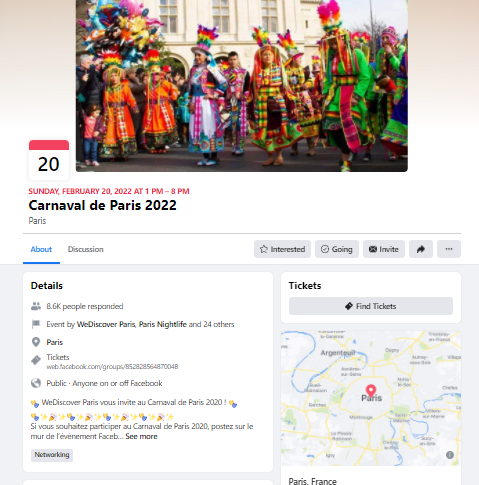 20
SUNDAY, FEBRUARY 20, 2022 AT 1 PM – 8 PM
Carnaval de Paris 2022
Paris
About
Discussion
Interested
Going
Invite
Details
8.6K people responded
Event by WeDiscover Paris, Paris Nightlife and 24 others
Paris
Tickets
web.facebook.com/groups/852828564870048
Public · Anyone on or off Facebook
🎭 WeDiscover Paris vous invite au Carnaval de Paris 2020 ! 🎭
Si vous souhaitez participer au Carnaval de Paris 2020, postez sur le
mur de l'événement Faceb... See more
Networking
Tickets
Find Tickets
Argenteuil
Paris
Paris, France